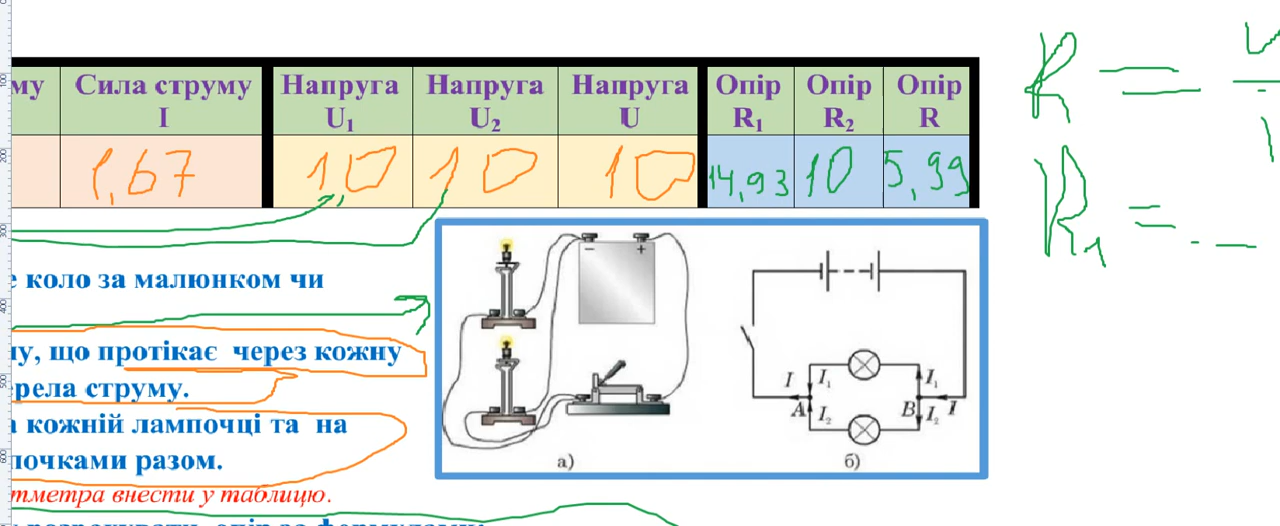 му Сила струму I Напруга U₁ Напруга U₂ Напруга U Опір R₁ Опір R₂ Опір R
1,67 10 10 10 14,93 10 5,99
R =
R₁ =
коло за малюнком чи
що протікає через кожну
рела струму.
кожній лампочці та на
почками разом.
тметра внести у таблицю.
− +
а)
I I₁ I₁
A I₂ B I₂ I
б)